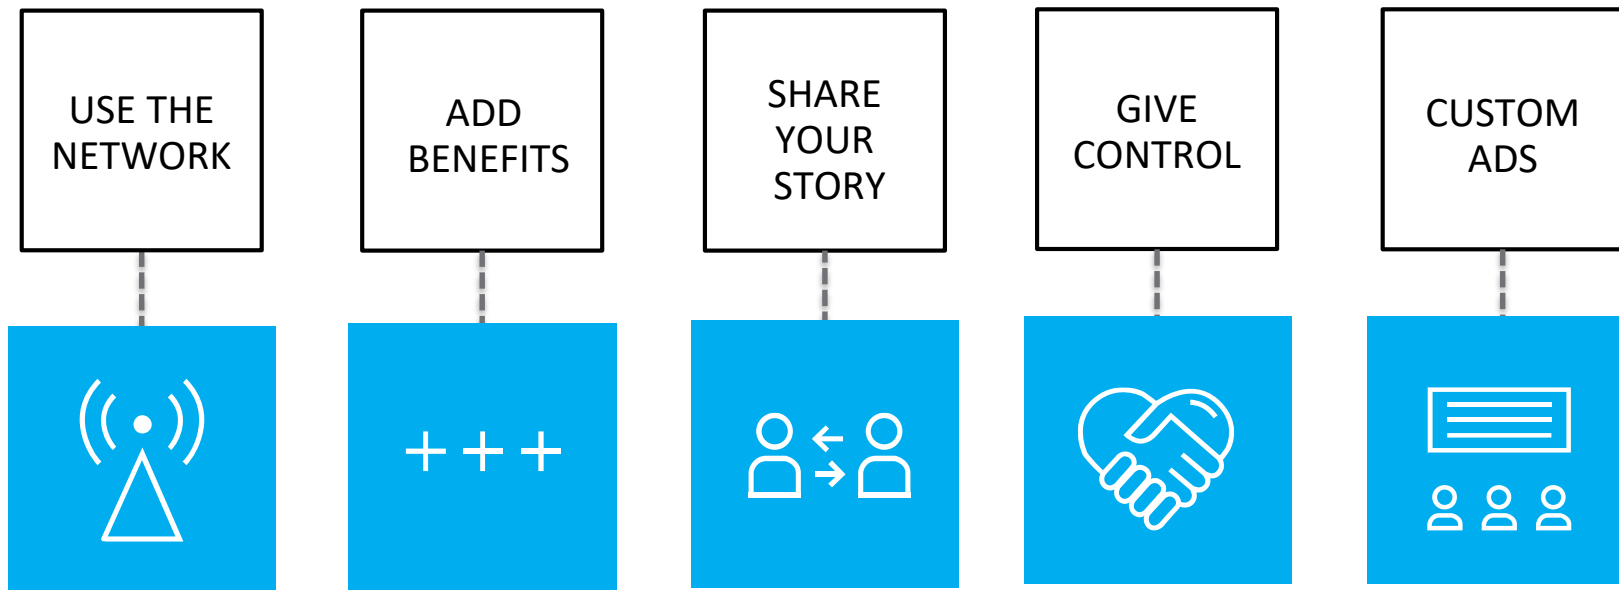 USE THE
NETWORK
ADD
BENEFITS
SHARE
YOUR
STORY
GIVE
CONTROL
CUSTOM
ADS